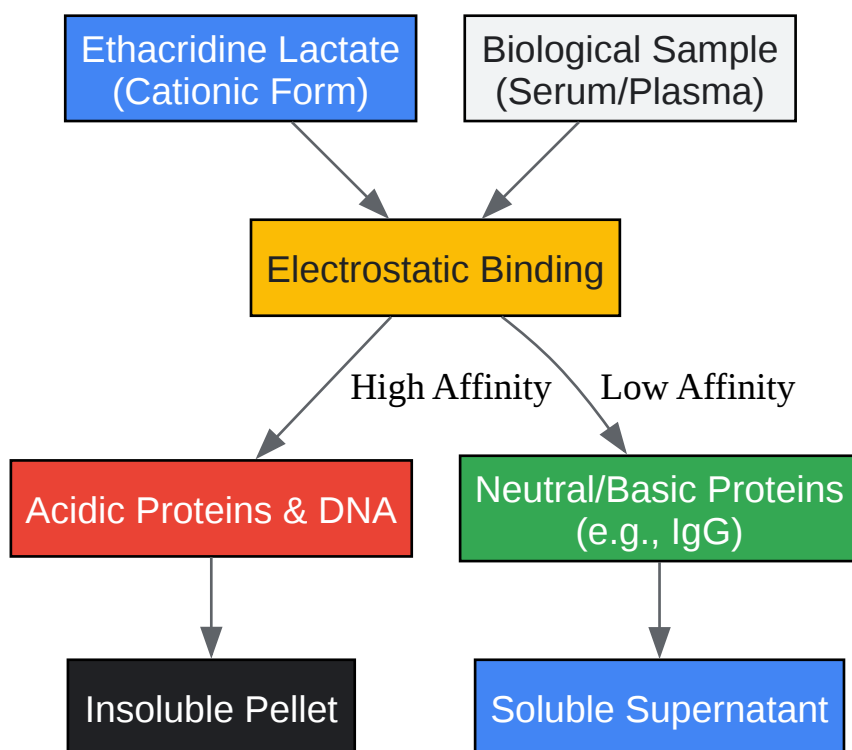 Ethacridine Lactate
(Cationic Form)
Biological Sample
(Serum/Plasma)
Electrostatic Binding
High Affinity
Low Affinity
Acidic Proteins & DNA
Neutral/Basic Proteins
(e.g., IgG)
Insoluble Pellet
Soluble Supernatant